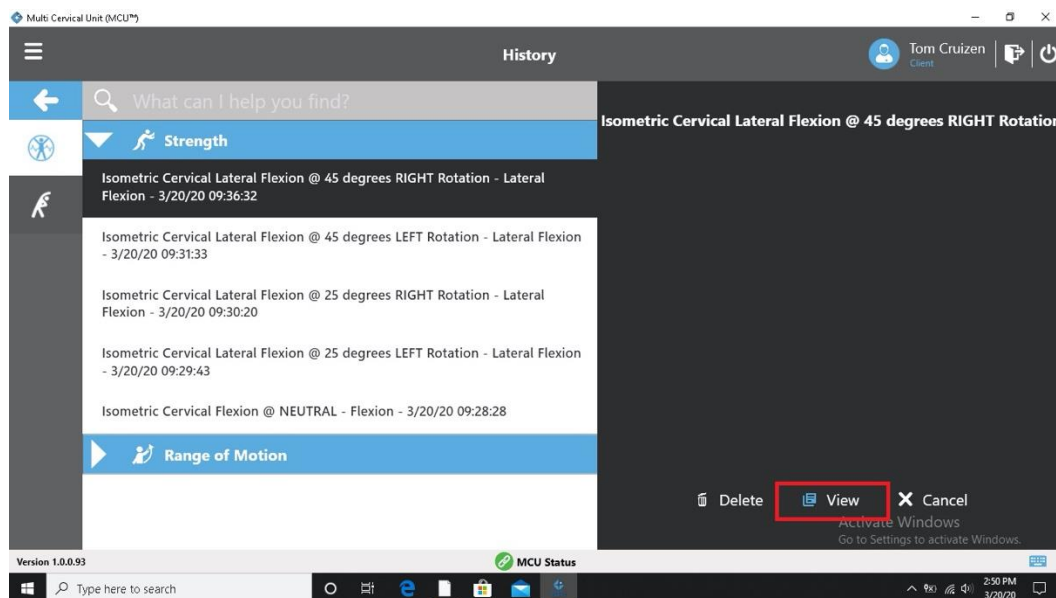 Multi Cervical Unit (MCU™)
History
Tom Cruizen
Client
What can I help you find?
Isometric Cervical Lateral Flexion @ 45 degrees RIGHT Rotation
Strength
Isometric Cervical Lateral Flexion @ 45 degrees RIGHT Rotation - Lateral
Flexion - 3/20/20 09:36:32
Isometric Cervical Lateral Flexion @ 45 degrees LEFT Rotation - Lateral Flexion
- 3/20/20 09:31:33
Isometric Cervical Lateral Flexion @ 25 degrees RIGHT Rotation - Lateral
Flexion - 3/20/20 09:30:20
Isometric Cervical Lateral Flexion @ 25 degrees LEFT Rotation - Lateral Flexion
- 3/20/20 09:29:43
Isometric Cervical Flexion @ NEUTRAL - Flexion - 3/20/20 09:28:28
Range of Motion
Delete View Cancel
Activate Windows
Go to Settings to activate Windows.
Version 1.0.0.93
MCU Status
Type here to search
2:50 PM
3/20/20